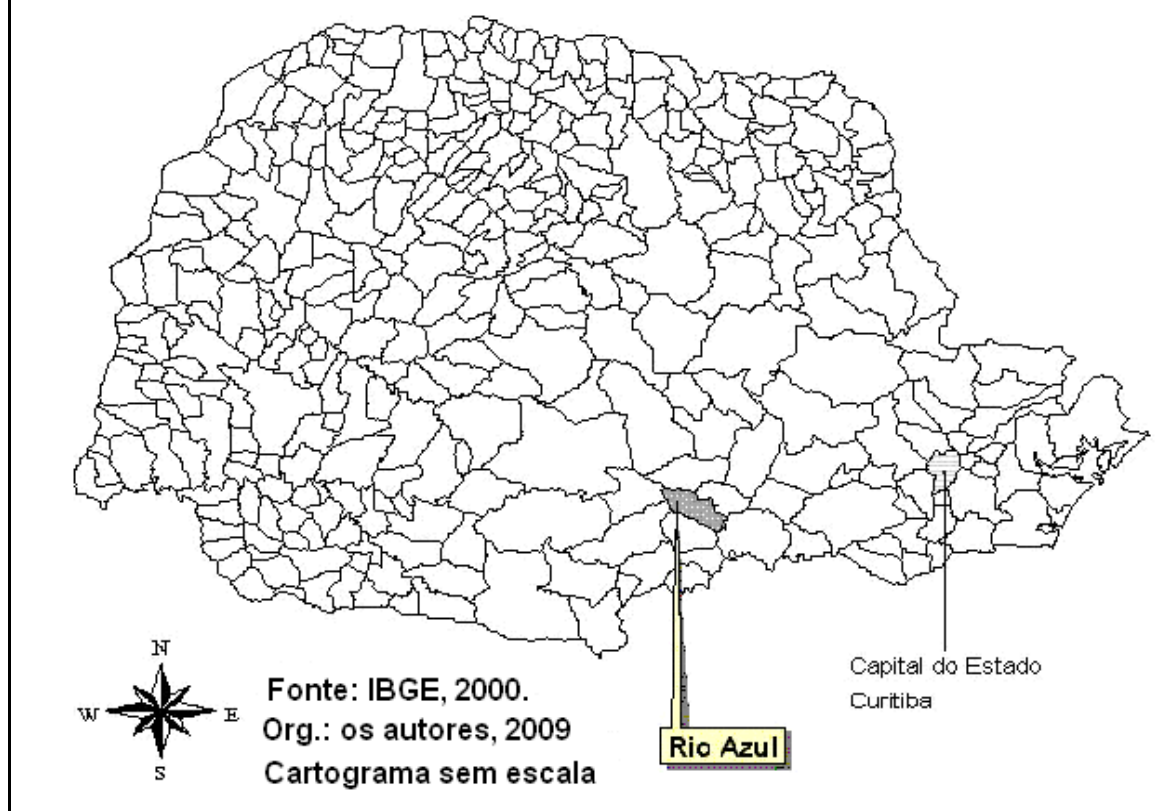 Capital do Estado
Curitiba
N
W
E
S
Fonte: IBGE, 2000.
Org.: os autores, 2009
Cartograma sem escala
Rio Azul